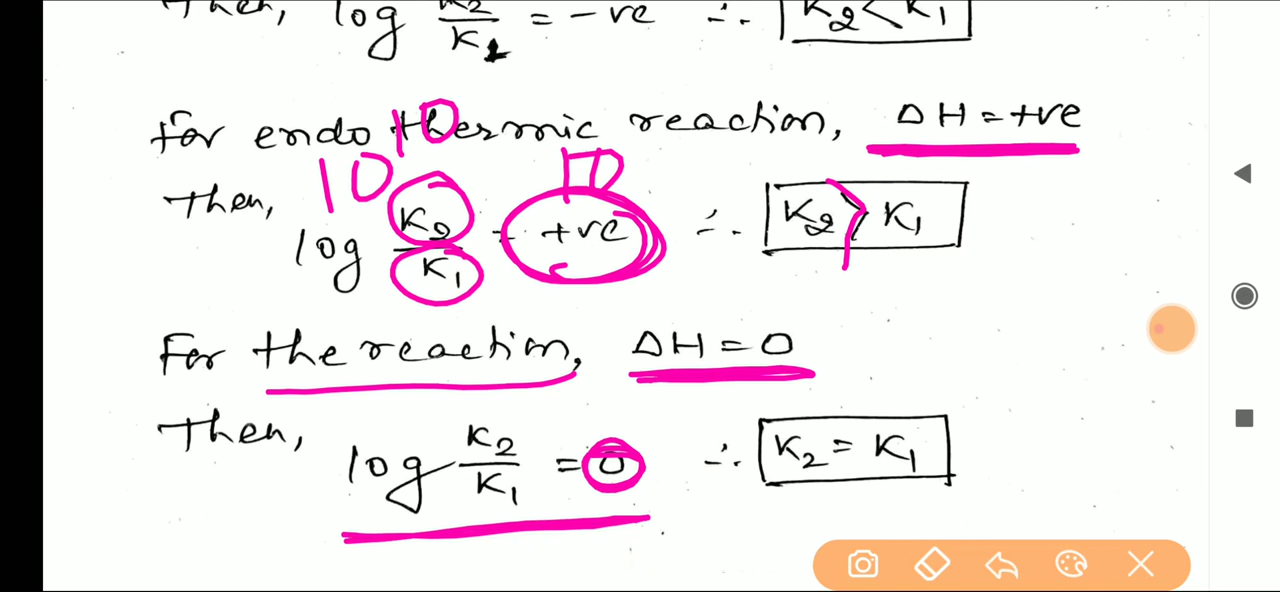 Then, log K2/K1 = -ve ∴ K2 < K1
10
For endothermic reaction, ΔH = +ve
10 10
Then, log K2/K1 = +ve ∴ K2 > K1
For the reaction, ΔH = 0
Then, log K2/K1 = 0 ∴ K2 = K1